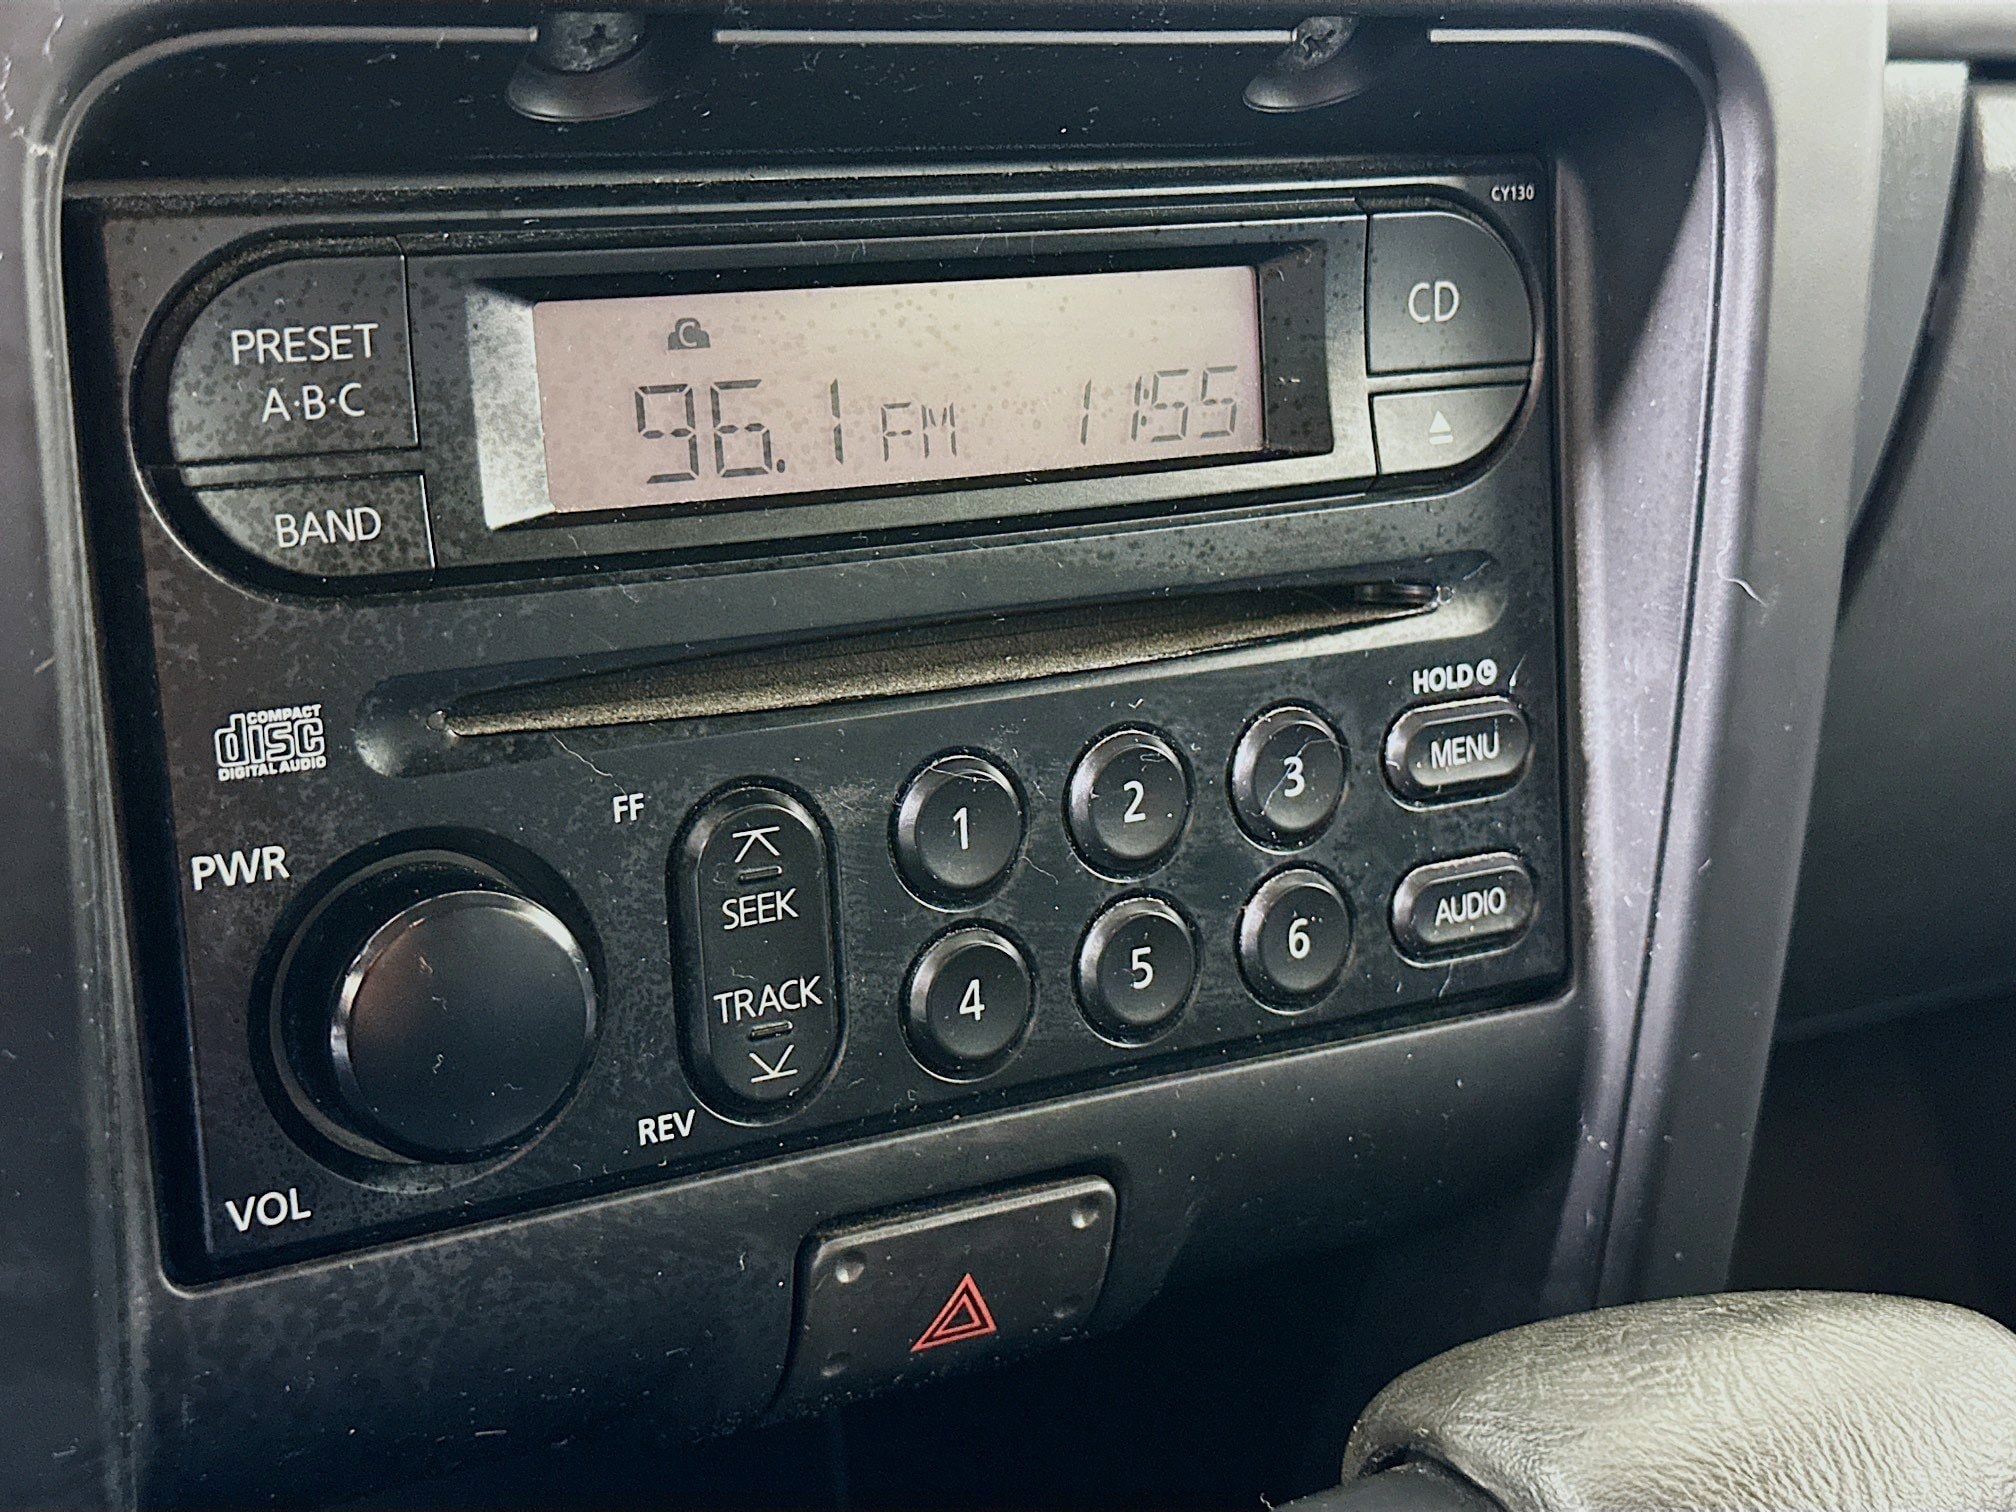 CY130
PRESET
A·B·C
BAND
C
96.1 FM 11:55
CD
COMPACT
disc
DIGITAL AUDIO
HOLD
MENU
FF
SEEK
TRACK
REV
1 2 3
4 5 6
AUDIO
PWR
VOL